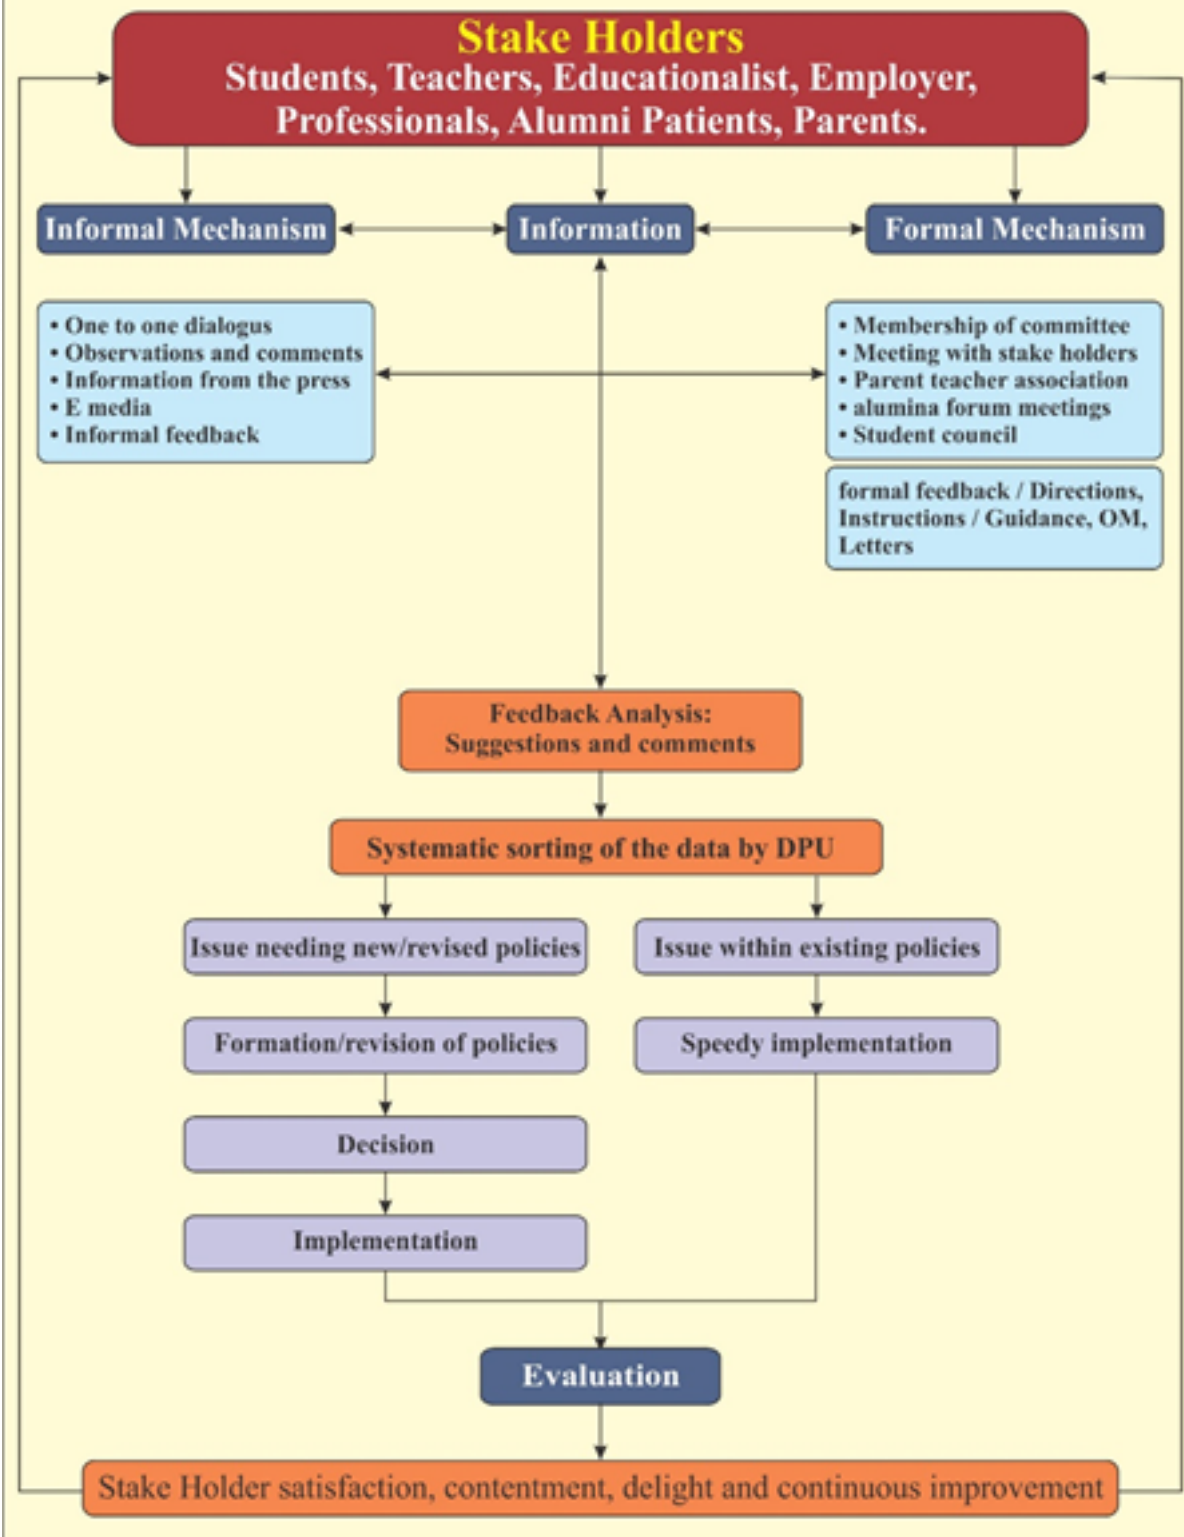 Stake Holders
Students, Teachers, Educationalist, Employer,
Professionals, Alumni Patients, Parents.
Informal Mechanism
Information
Formal Mechanism
• One to one dialogus
• Observations and comments
• Information from the press
• E media
• Informal feedback
• Membership of committee
• Meeting with stake holders
• Parent teacher association
• alumina forum meetings
• Student council
formal feedback / Directions,
Instructions / Guidance, OM,
Letters
Feedback Analysis:
Suggestions and comments
Systematic sorting of the data by DPU
Issue needing new/revised policies
Issue within existing policies
Formation/revision of policies
Speedy implementation
Decision
Implementation
Evaluation
Stake Holder satisfaction, contentment, delight and continuous improvement